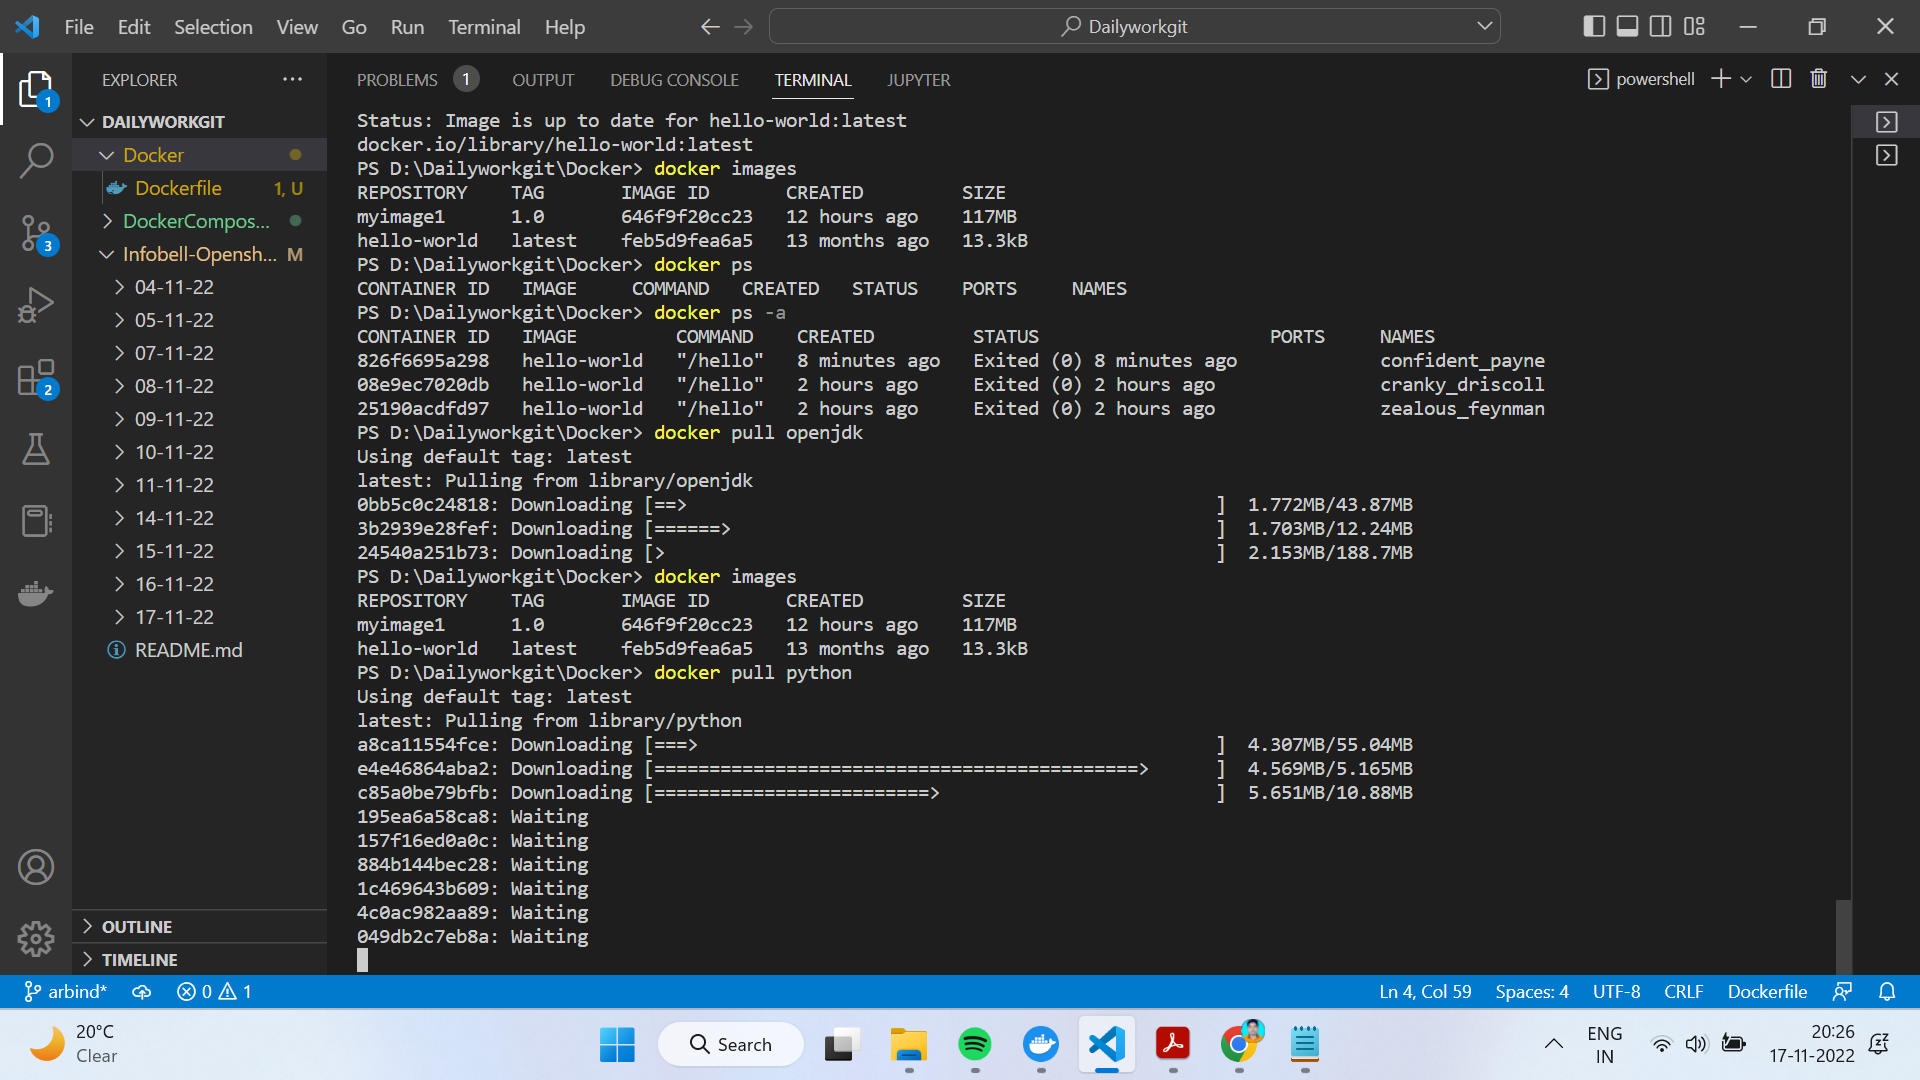 File Edit Selection View Go Run Terminal Help Dailyworkgit
EXPLORER
DAILYWORKGIT
Docker
Dockerfile 1, U
DockerCompos...
Infobell-Opensh... M
04-11-22
05-11-22
07-11-22
08-11-22
09-11-22
10-11-22
11-11-22
14-11-22
15-11-22
16-11-22
17-11-22
README.md
OUTLINE
TIMELINE
1
3
2
PROBLEMS 1 OUTPUT DEBUG CONSOLE TERMINAL JUPYTER powershell
Status: Image is up to date for hello-world:latest
docker.io/library/hello-world:latest
PS D:\Dailyworkgit\Docker> docker images
REPOSITORY TAG IMAGE ID CREATED SIZE
myimage1 1.0 646f9f20cc23 12 hours ago 117MB
hello-world latest feb5d9fea6a5 13 months ago 13.3kB
PS D:\Dailyworkgit\Docker> docker ps
CONTAINER ID IMAGE COMMAND CREATED STATUS PORTS NAMES
PS D:\Dailyworkgit\Docker> docker ps -a
CONTAINER ID IMAGE COMMAND CREATED STATUS PORTS NAMES
826f6695a298 hello-world "/hello" 8 minutes ago Exited (0) 8 minutes ago confident_payne
08e9ec7020db hello-world "/hello" 2 hours ago Exited (0) 2 hours ago cranky_driscoll
25190acdfd97 hello-world "/hello" 2 hours ago Exited (0) 2 hours ago zealous_feynman
PS D:\Dailyworkgit\Docker> docker pull openjdk
Using default tag: latest
latest: Pulling from library/openjdk
0bb5c0c24818: Downloading [==> ] 1.772MB/43.87MB
3b2939e28fef: Downloading [======> ] 1.703MB/12.24MB
24540a251b73: Downloading [> ] 2.153MB/188.7MB
PS D:\Dailyworkgit\Docker> docker images
REPOSITORY TAG IMAGE ID CREATED SIZE
myimage1 1.0 646f9f20cc23 12 hours ago 117MB
hello-world latest feb5d9fea6a5 13 months ago 13.3kB
PS D:\Dailyworkgit\Docker> docker pull python
Using default tag: latest
latest: Pulling from library/python
a8ca11554fce: Downloading [===> ] 4.307MB/55.04MB
e4e46864aba2: Downloading [============================================> ] 4.569MB/5.165MB
c85a0be79bfb: Downloading [=========================> ] 5.651MB/10.88MB
195ea6a58ca8: Waiting
157f16ed0a0c: Waiting
884b144bec28: Waiting
1c469643b609: Waiting
4c0ac982aa89: Waiting
049db2c7eb8a: Waiting
arbind* 0 1 Ln 4, Col 59 Spaces: 4 UTF-8 CRLF Dockerfile
20°C
Clear
Search
ENG
IN
20:26
17-11-2022